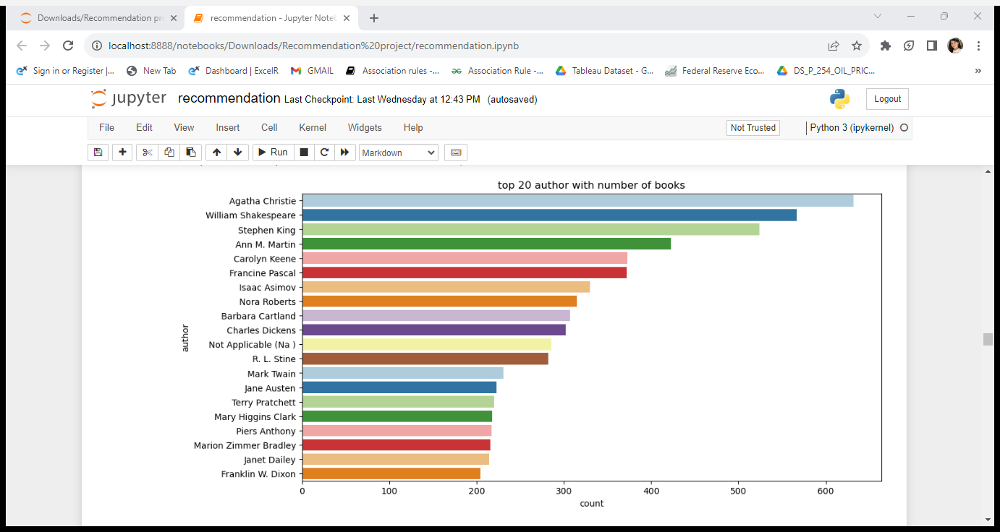 Downloads/Recommendation pr
recommendation - Jupyter Noteb
localhost:8888/notebooks/Downloads/Recommendation%20project/recommendation.ipynb
Sign in or Register |... New Tab Dashboard | ExcelR GMAIL Association rules -... Association Rule -... Tableau Dataset - G... Federal Reserve Eco... DS_P_254_OIL_PRIC... »
jupyter recommendation Last Checkpoint: Last Wednesday at 12:43 PM (autosaved) Logout
File Edit View Insert Cell Kernel Widgets Help Not Trusted Python 3 (ipykernel)
Run Markdown
top 20 author with number of books
Agatha Christie
William Shakespeare
Stephen King
Ann M. Martin
Carolyn Keene
Francine Pascal
Isaac Asimov
Nora Roberts
Barbara Cartland
Charles Dickens
Not Applicable (Na )
R. L. Stine
Mark Twain
Jane Austen
Terry Pratchett
Mary Higgins Clark
Piers Anthony
Marion Zimmer Bradley
Janet Dailey
Franklin W. Dixon
author
0 100 200 300 400 500 600
count